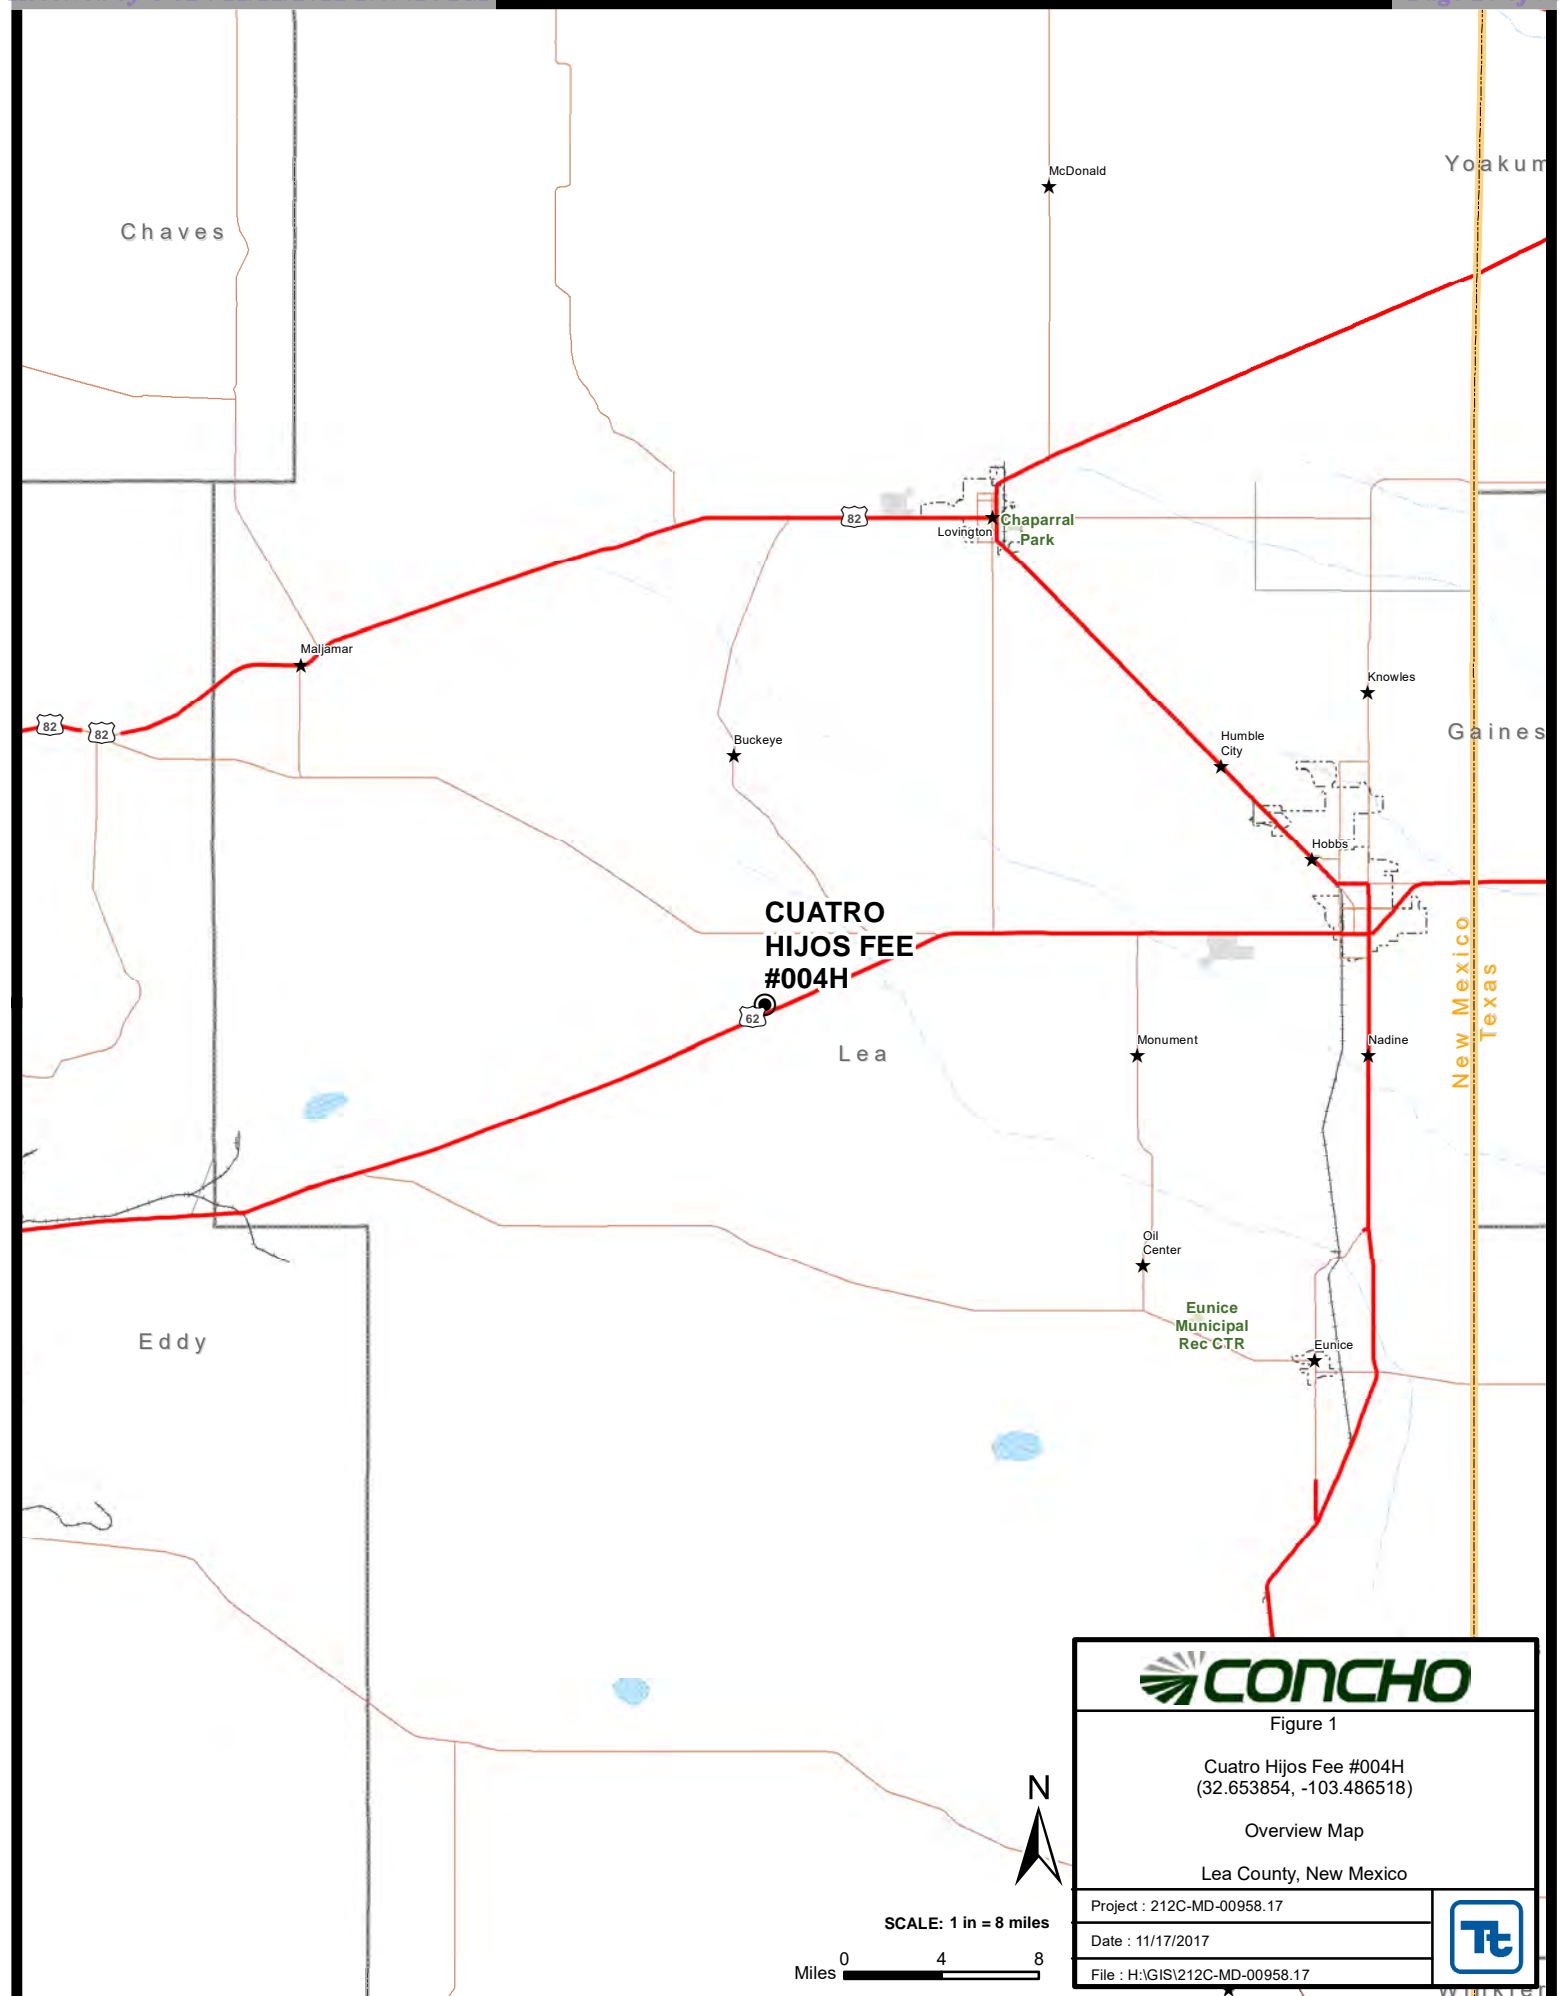 McDonald
Yoakum
Chaves
82
Lovington
Chaparral
Park
Maljamar
Knowles
82
82
Buckeye
Humble
City
Gaines
Hobbs
CUATRO
HIJOS FEE
#004H
62
New Mexico
Texas
Lea
Monument
Nadine
Oil
Center
Eunice
Municipal
Rec CTR
Eddy
Eunice
CONCHO
Figure 1
Cuatro Hijos Fee #004H
(32.653854, -103.486518)
Overview Map
Lea County, New Mexico
Project : 212C-MD-00958.17
Date : 11/17/2017
File : H:\GIS\212C-MD-00958.17
Tt
N
SCALE: 1 in = 8 miles
0 4 8
Miles
Winkler